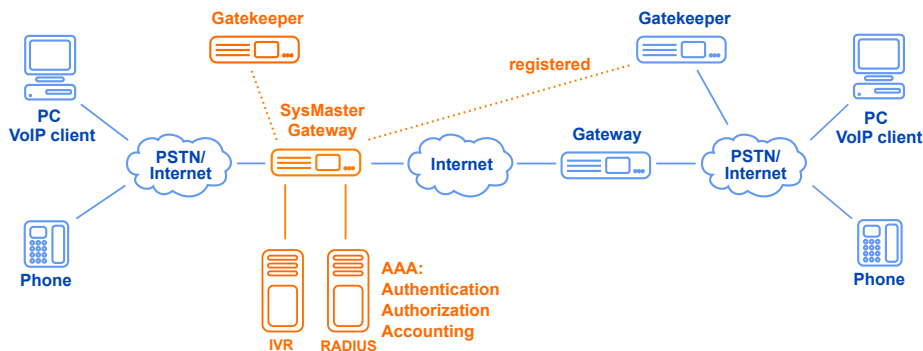 Gatekeeper
Gatekeeper
registered
PC
VoIP client
SysMaster
Gateway
PC
VoIP client
PSTN/
Internet
Internet
Gateway
PSTN/
Internet
Phone
Phone
AAA:
Authentication
Authorization
Accounting
IVR
RADIUS